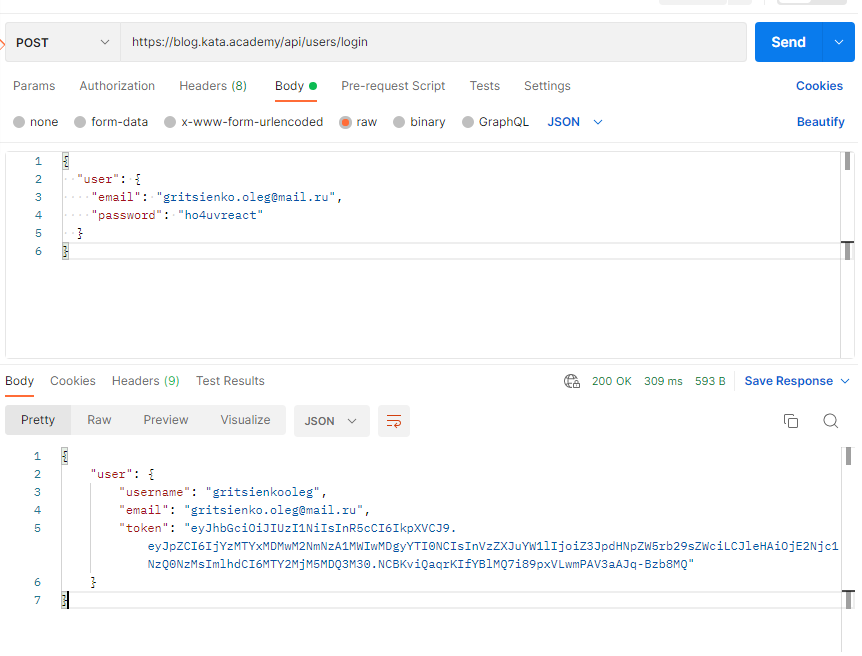 POST https://blog.kata.academy/api/users/login Send
Params Authorization Headers (8) Body Pre-request Script Tests Settings Cookies
none form-data x-www-form-urlencoded raw binary GraphQL JSON Beautify
1 {
2 "user": {
3 "email": "gritsienko.oleg@mail.ru",
4 "password": "ho4uvreact"
5 }
6 }
Body Cookies Headers (9) Test Results 200 OK 309 ms 593 B Save Response
Pretty Raw Preview Visualize JSON
1 {
2 "user": {
3 "username": "gritsienkooleg",
4 "email": "gritsienko.oleg@mail.ru",
5 "token": "eyJhbGciOiJIUzI1NiIsInR5cCI6IkpXVCJ9.
eyJpZCI6IjYzMTYxMDMwM2NmNzA1MWIwMDgyYTI0NCIsInVzZXJuYW1lIjoiZ3JpdHNpZW5rb29sZWciLCJleHAiOjE2Njc1
NzQ0NzMsImlhdCI6MTY2MjM5MDQ3M30.NCBKviQaqrKIfYBlMQ7i89pxVLwmPAV3aAJq-Bzb8MQ"
6 }
7 }